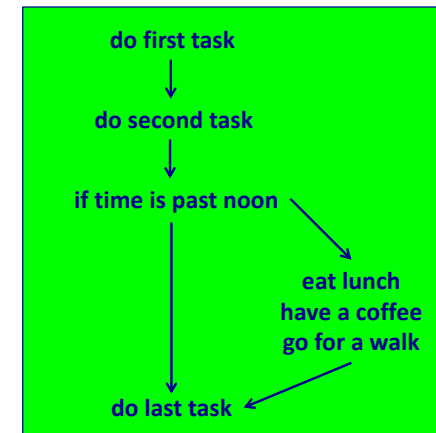 do first task
do second task
if time is past noon
eat lunch
have a coffee
go for a walk
do last task